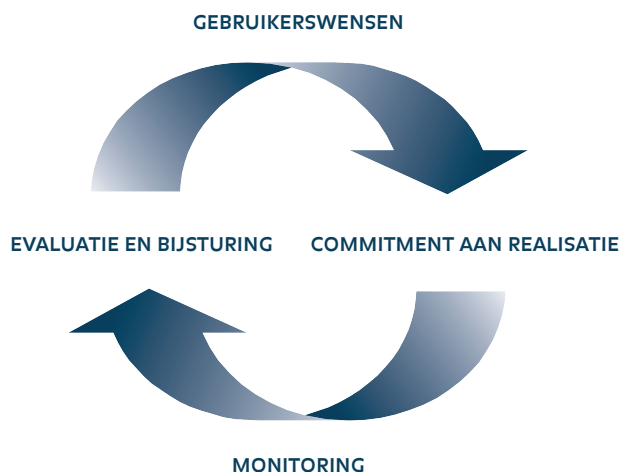 GEBRUIKERSWENSEN
EVALUATIE EN BIJSTURING
COMMITMENT AAN REALISATIE
MONITORING